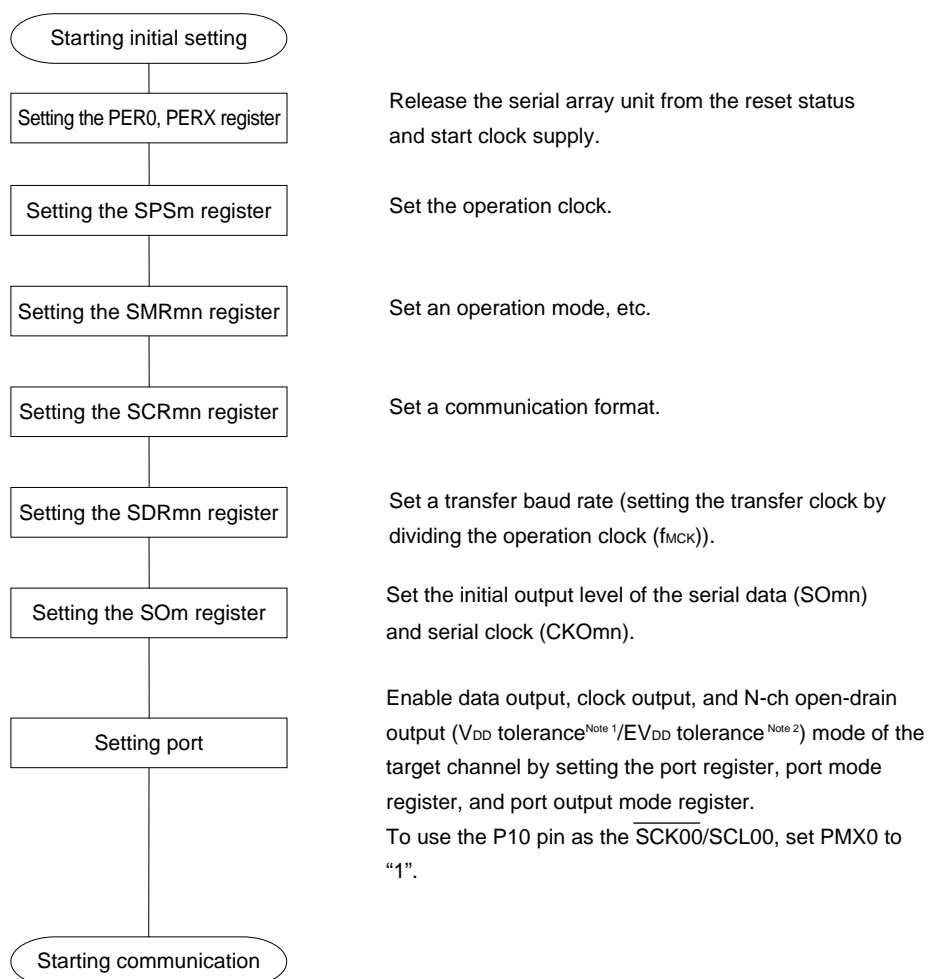 Starting initial setting
Setting the PER0, PERX register
Release the serial array unit from the reset status
and start clock supply.
Setting the SPSm register
Set the operation clock.
Setting the SMRmn register
Set an operation mode, etc.
Setting the SCRmn register
Set a communication format.
Setting the SDRmn register
Set a transfer baud rate (setting the transfer clock by
dividing the operation clock (fMCK)).
Setting the SOm register
Set the initial output level of the serial data (SOmn)
and serial clock (CKOmn).
Setting port
Enable data output, clock output, and N-ch open-drain
output (VDD tolerance Note 1/EVDD tolerance Note 2) mode of the
target channel by setting the port register, port mode
register, and port output mode register.
To use the P10 pin as the SCK00/SCL00, set PMX0 to
“1”.
Starting communication